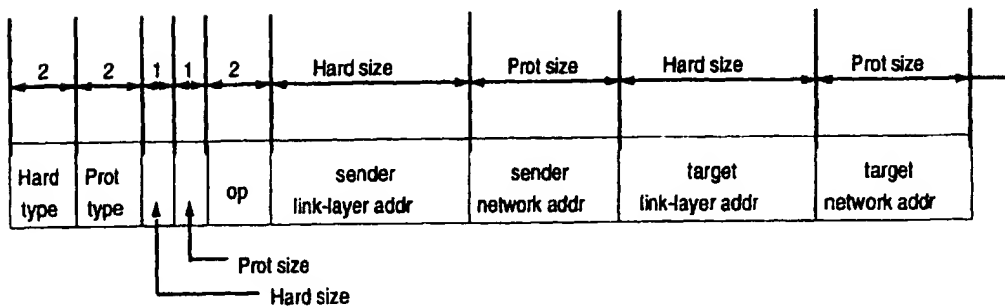 2 2 1 1 2 Hard size Prot size Hard size Prot size
Hard type
Prot type
op
sender link-layer addr
sender network addr
target link-layer addr
target network addr
Prot size
Hard size